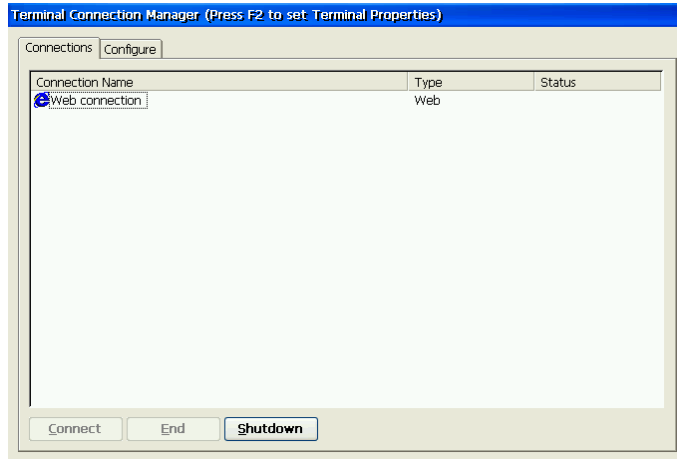 Terminal Connection Manager (Press F2 to set Terminal Properties)
Connections Configure
Connection Name Type Status
Web connection Web
Connect End Shutdown